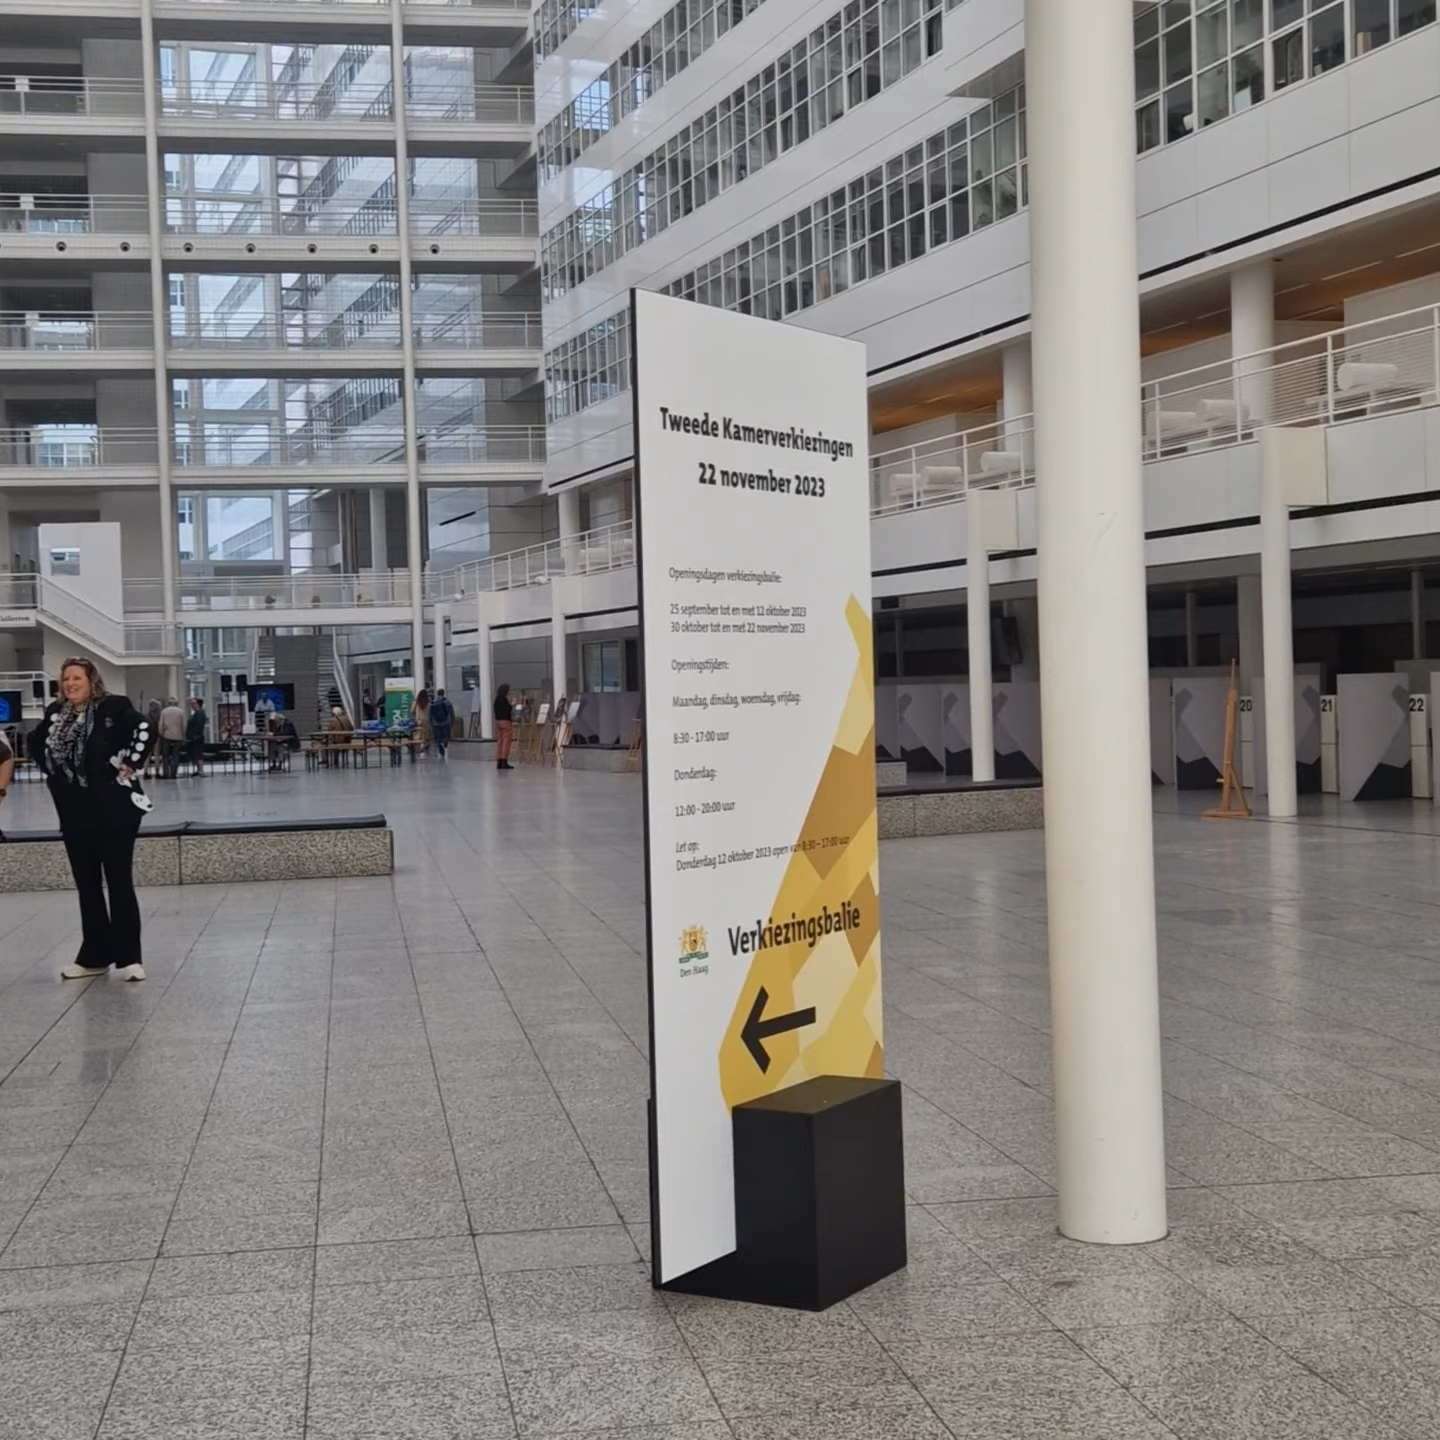 Tweede Kamerverkiezingen
22 november 2023
Openingsdagen verkiezingsbalie:
25 september tot en met 12 oktober 2023
30 oktober tot en met 22 november 2023
Openingstijden:
Maandag, dinsdag, woensdag, vrijdag:
8:30 - 17:00 uur
Donderdag:
12:00 - 20:00 uur
Let op:
Donderdag 12 oktober 2023 open van 8:30 – 17:00 uur
Verkiezingsbalie
Den Haag
20
21
22